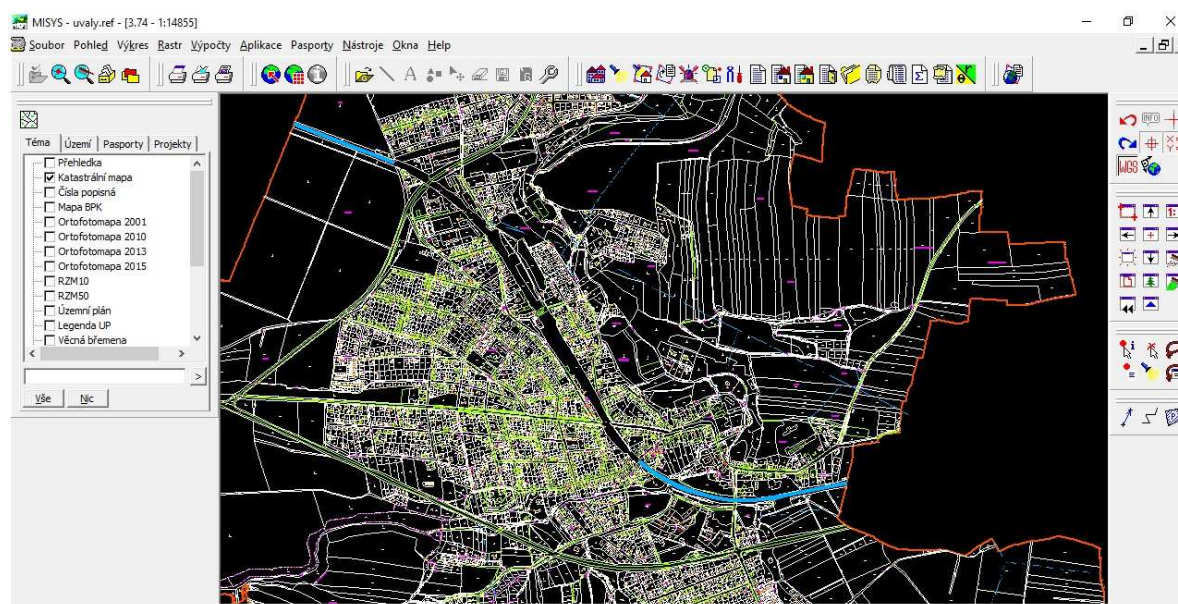 MISYS - uvaly.ref - [3.74 - 1:14855]
Soubor Pohled Výkres Rastr Výpočty Aplikace Pasporty Nástroje Okna Help
INFO
WGS
Téma Území Pasporty Projekty
Přehledka
Katastrální mapa
Čísla popisná
Mapa BPK
Ortofotomapa 2001
Ortofotomapa 2010
Ortofotomapa 2013
Ortofotomapa 2015
RZM10
RZM50
Územní plán
Legenda UP
Věcná břemena
Vše Nic